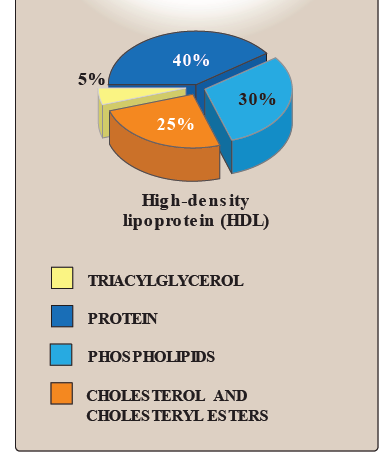 40%
5%
30%
25%
High-density
lipoprotein (HDL)
TRIACYLGLYCEROL
PROTEIN
PHOSPHOLIPIDS
CHOLESTEROL AND
CHOLESTERYL ESTERS